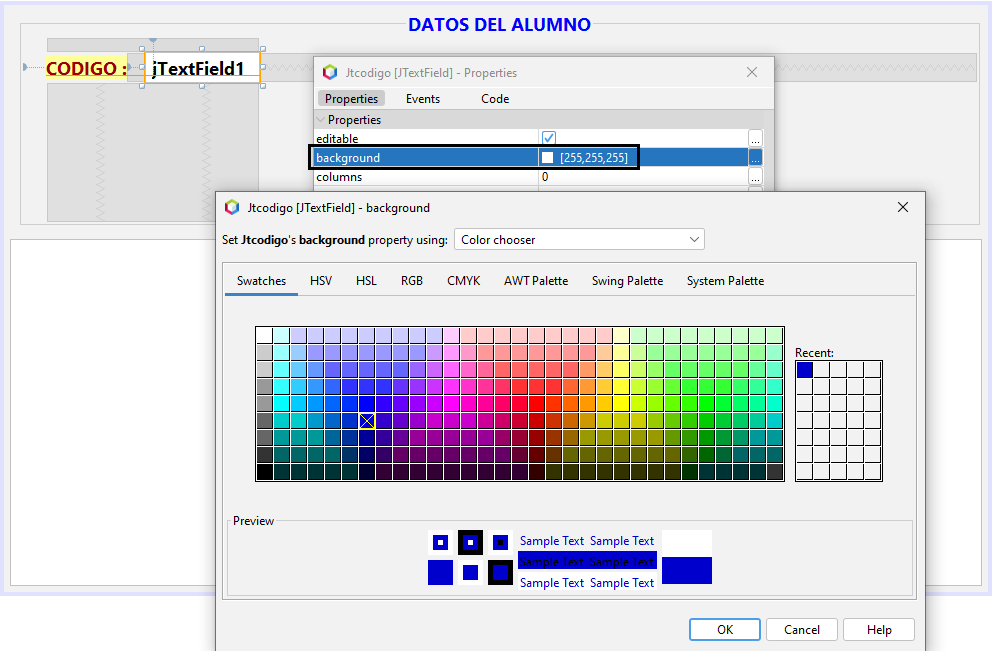 DATOS DEL ALUMNO
CODIGO :
jTextField1
Jtcodigo [JTextField] - Properties
Properties Events Code
Properties
editable
...
background [255,255,255]
...
columns 0
...
Jtcodigo [JTextField] - background
Set Jtcodigo's background property using: Color chooser
Swatches HSV HSL RGB CMYK AWT Palette Swing Palette System Palette
Recent:
Preview
Sample Text Sample Text
Sample Text Sample Text
Sample Text Sample Text
OK Cancel Help